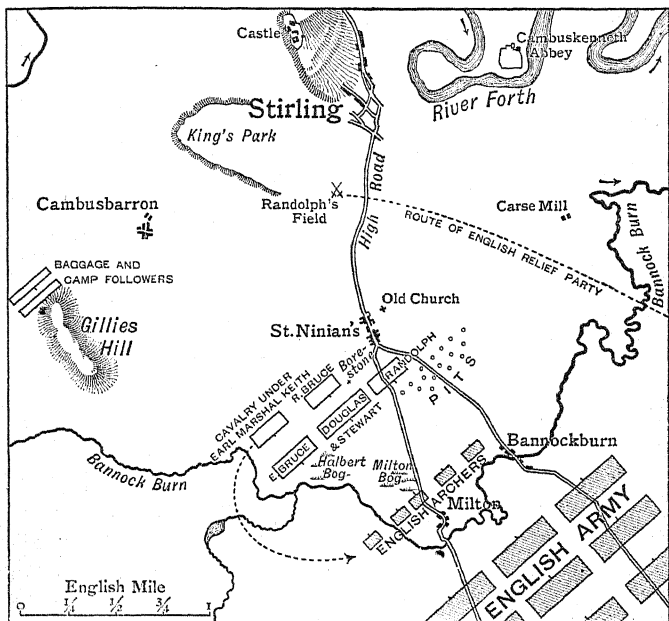 Castle
Cambuskenneth
Abbey
River Forth
Stirling
King's Park
High Road
Randolph's
Field
ROUTE OF ENGLISH RELIEF PARTY
Carse Mill
Bannock Burn
Cambusbarron
BAGGAGE AND
CAMP FOLLOWERS
Gillies
Hill
Old Church
St. Ninian's
Bore-
stone
RANDOLPH
PITS
CAVALRY UNDER
EARL MARSHAL KEITH
R. BRUCE
DOUGLAS
& STEWART
E BRUCE
Bannock Burn
Halbert
Bog
Milton
Bog
Bannockburn
ENGLISH ARCHERS
Milton
ENGLISH ARMY
English Mile
0 1/4 1/2 3/4 1